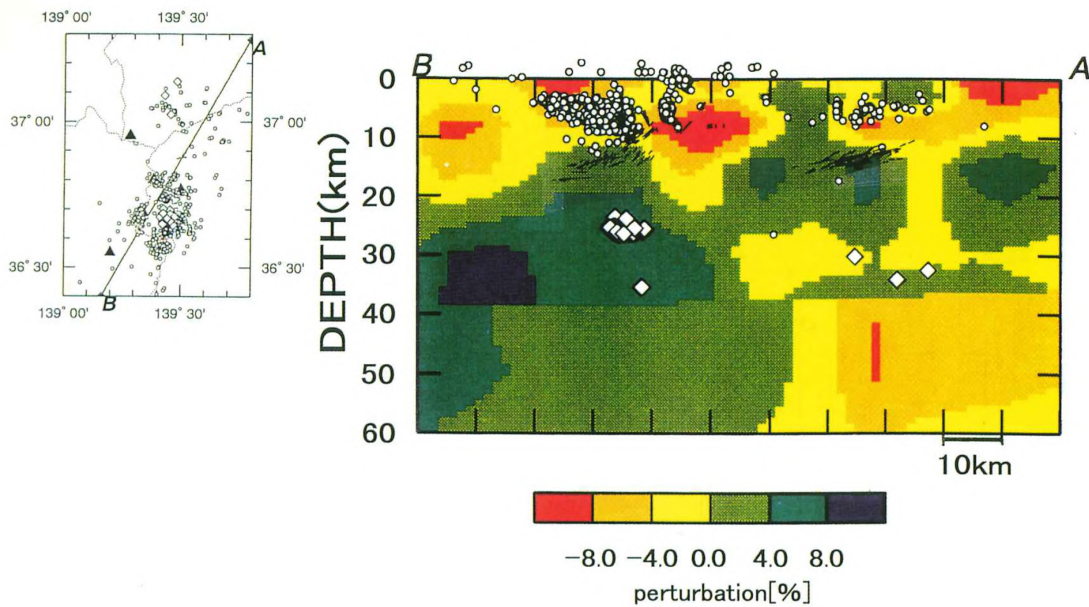 139° 00' 139° 30'
A
37° 00' 37° 00'
36° 30' 36° 30'
B
139° 00' 139° 30'
B A
DEPTH(km)
0
10
20
30
40
50
60
10km
−8.0 −4.0 0.0 4.0 8.0
perturbation[%]